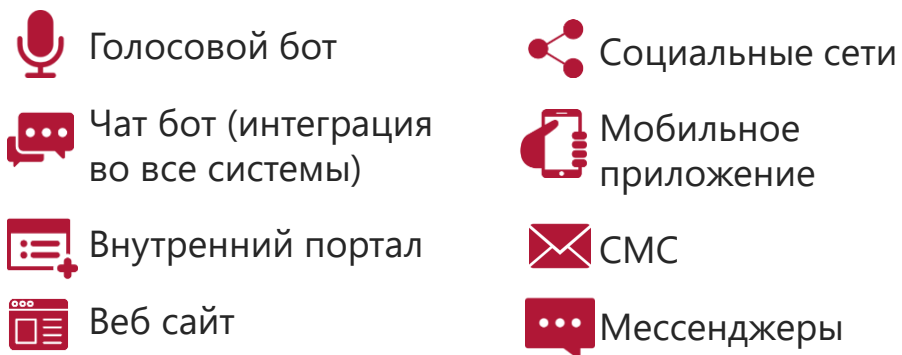 Голосовой бот
Чат бот (интеграция
во все системы)
Внутренний портал
Веб сайт
Социальные сети
Мобильное
приложение
СМС
Мессенджеры